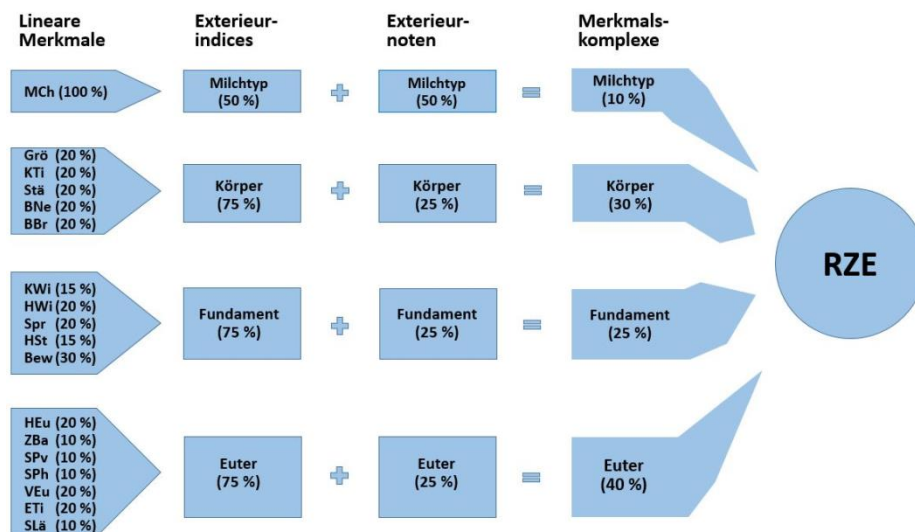 Lineare
Merkmale
Exterieur-
indices
Exterieur-
noten
Merkmals-
komplexe
MCh (100 %)
Milchtyp
(50 %)
+
Milchtyp
(50 %)
=
Milchtyp
(10 %)
Grö (20 %)
KTi (20 %)
Stä (20 %)
BNe (20 %)
BBr (20 %)
Körper
(75 %)
+
Körper
(25 %)
=
Körper
(30 %)
KWi (15 %)
HWi (20 %)
Spr (20 %)
HSt (15 %)
Bew (30 %)
Fundament
(75 %)
+
Fundament
(25 %)
=
Fundament
(25 %)
HEu (20 %)
ZBa (10 %)
SPv (10 %)
SPh (10 %)
VEu (20 %)
ETi (20 %)
SLä (10 %)
Euter
(75 %)
+
Euter
(25 %)
=
Euter
(40 %)
RZE